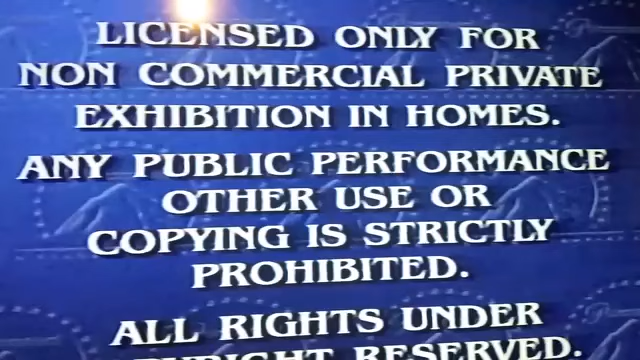 LICENSED ONLY FOR
NON COMMERCIAL PRIVATE
EXHIBITION IN HOMES.
ANY PUBLIC PERFORMANCE
OTHER USE OR
COPYING IS STRICTLY
PROHIBITED.
ALL RIGHTS UNDER
RESERVED.